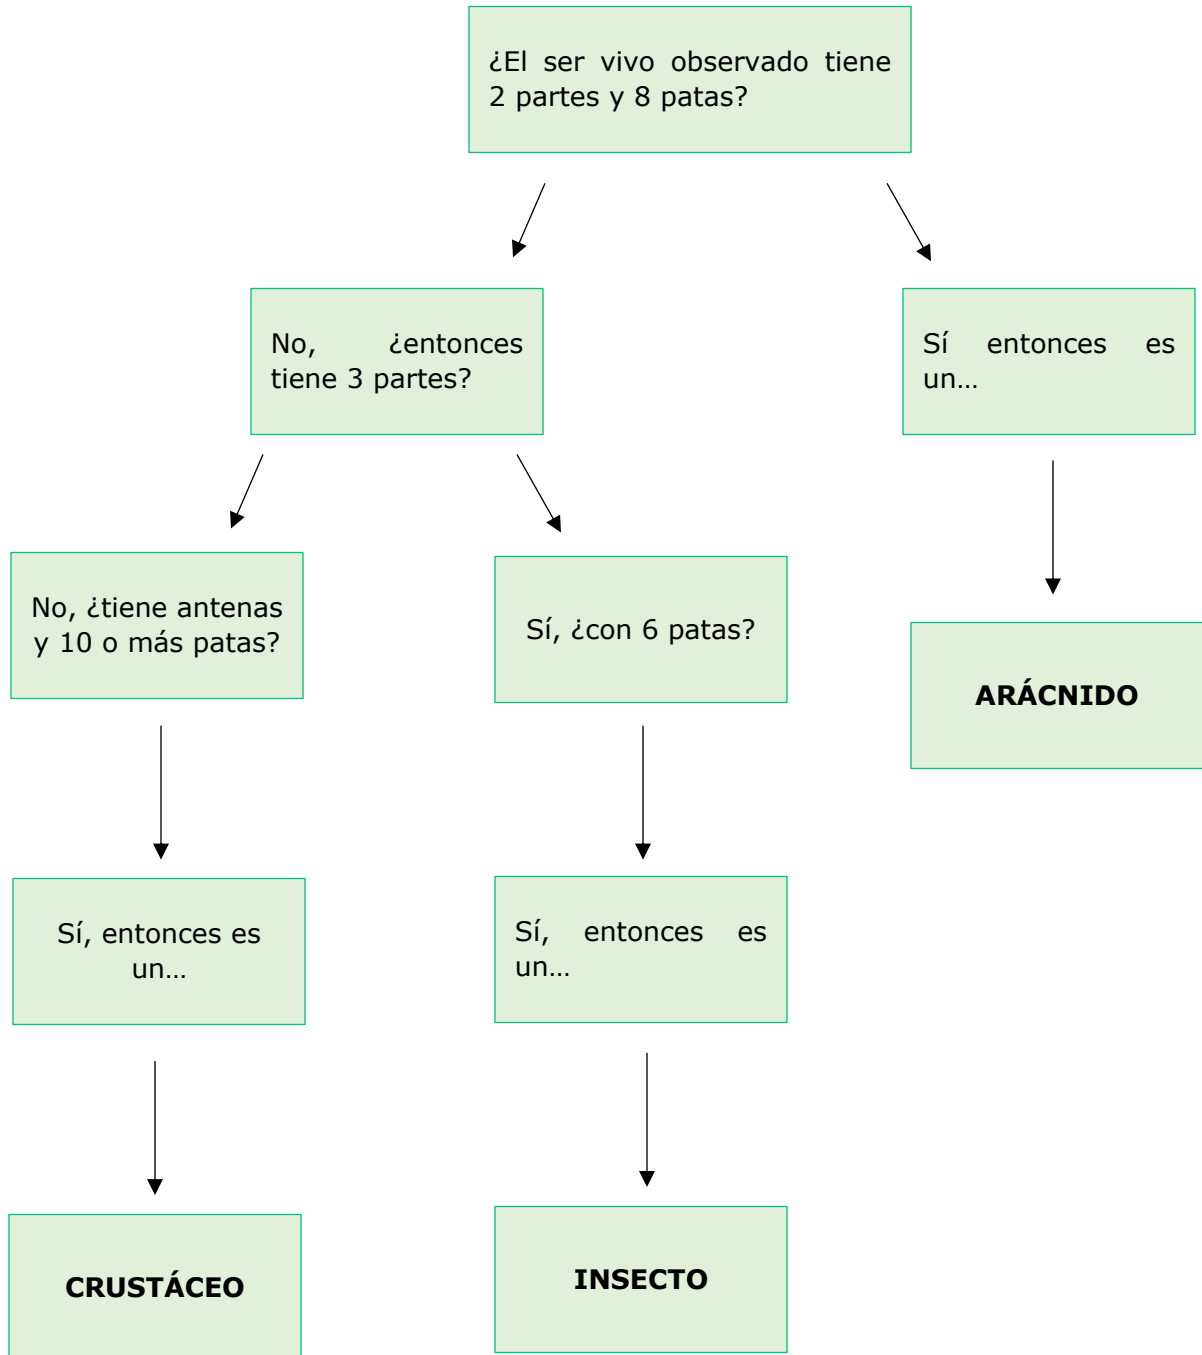 ¿El ser vivo observado tiene
2 partes y 8 patas?
No, ¿entonces
tiene 3 partes?
Sí entonces es
un…
No, ¿tiene antenas
y 10 o más patas?
Sí, ¿con 6 patas?
ARÁCNIDO
Sí, entonces es
un…
Sí, entonces es
un…
CRUSTÁCEO
INSECTO